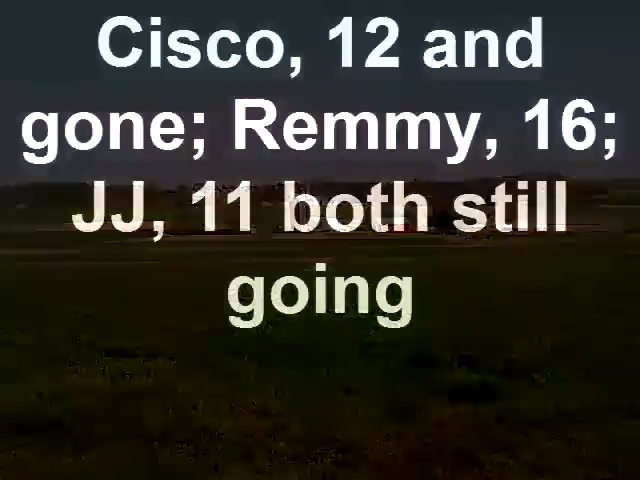 Cisco, 12 and
gone; Remmy, 16;
JJ, 11 both still
going